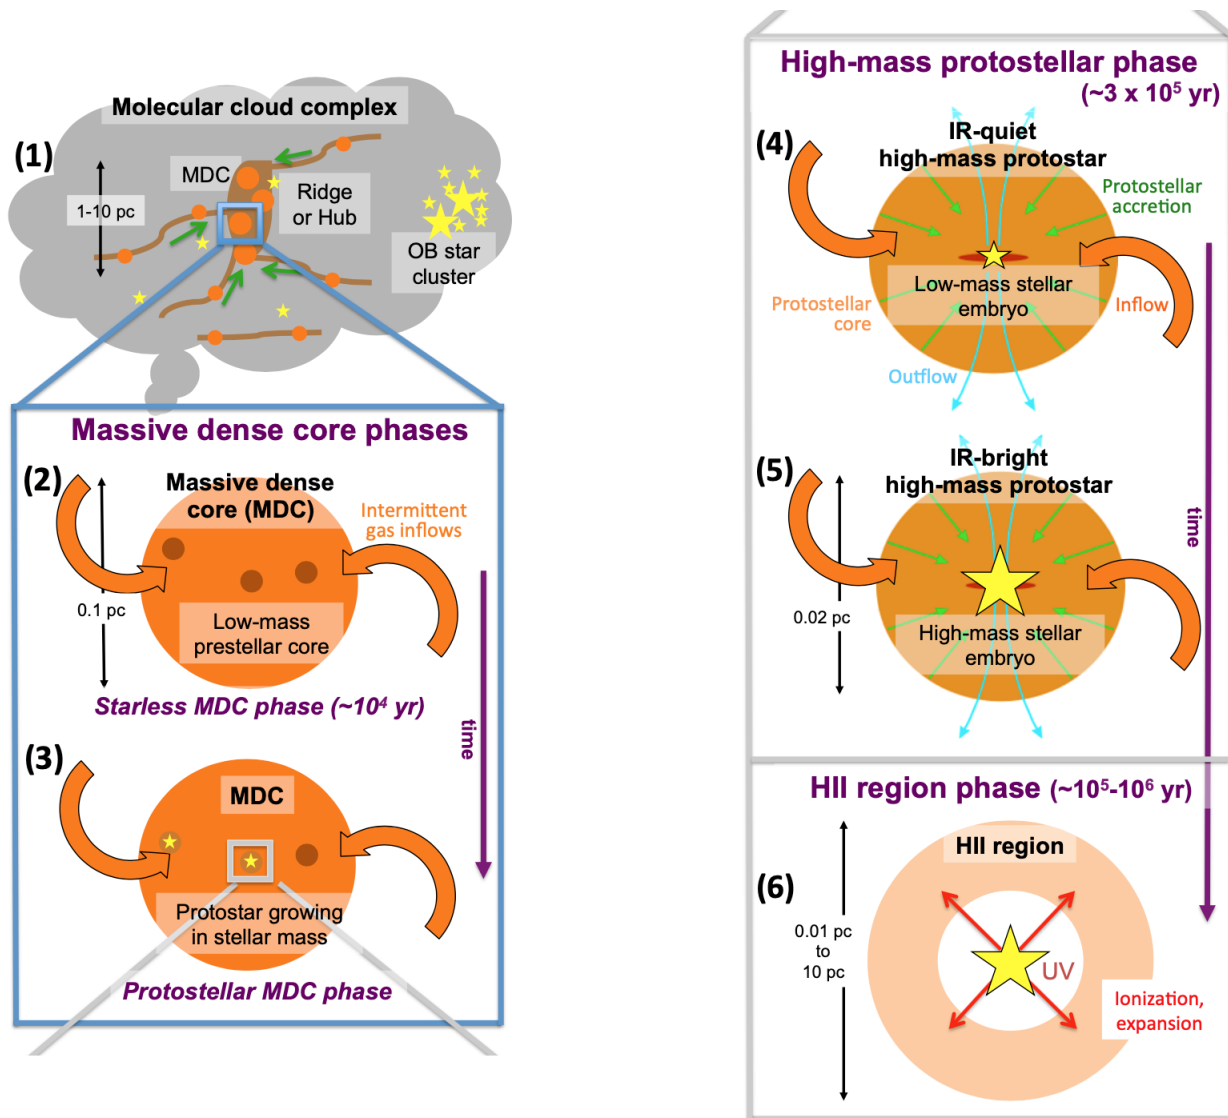 Molecular cloud complex
(1)
MDC
1-10 pc
Ridge
or Hub
OB star
cluster
Massive dense core phases
(2)
Massive dense
core (MDC)
Intermittent
gas inflows
0.1 pc
Low-mass
prestellar core
Starless MDC phase (~10⁴ yr)
time
(3)
MDC
Protostar growing
in stellar mass
Protostellar MDC phase
High-mass protostellar phase
(~3 x 10⁵ yr)
(4)
IR-quiet
high-mass protostar
Protostellar
accretion
Low-mass stellar
embryo
Protostellar
core
Inflow
Outflow
(5)
IR-bright
high-mass protostar
time
0.02 pc
High-mass stellar
embryo
HII region phase (~10⁵-10⁶ yr)
HII region
(6)
0.01 pc
to
10 pc
UV
Ionization,
expansion